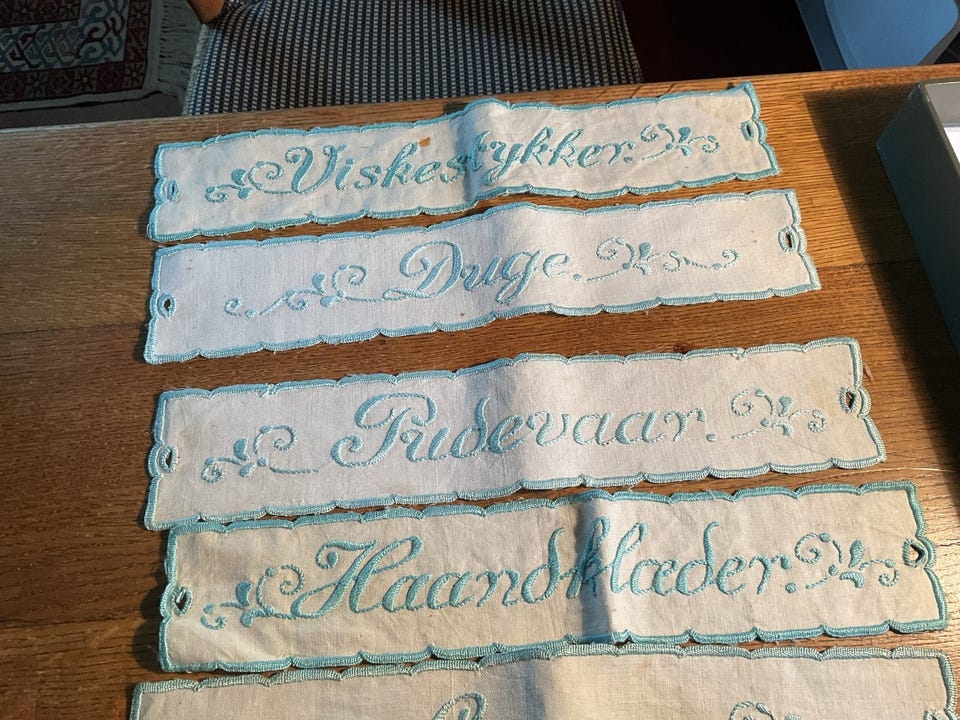 Viskestykker.
Duge.
Pudevaar.
Haandklæder.